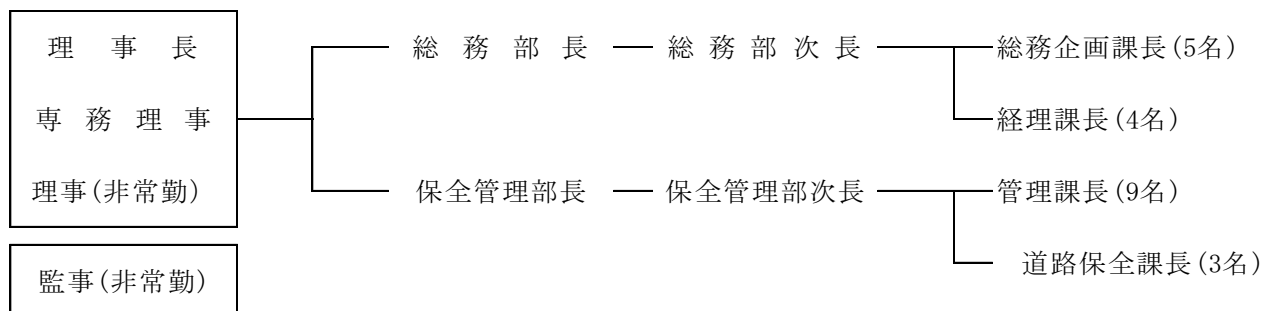 理事長 総務部長 総務部次長 総務企画課長(5名)
専務理事 経理課長(4名)
理事(非常勤) 保全管理部長 保全管理部次長 管理課長(9名)
道路保全課長(3名)
監事(非常勤)